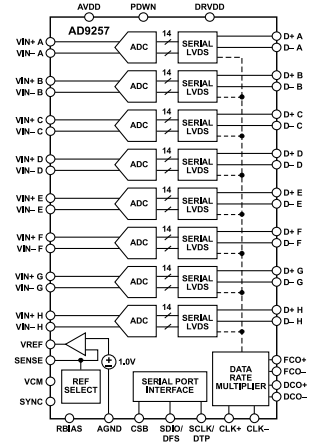 AVDD PDWN DRVDD
AD9257
VIN+ A
VIN– A
ADC
14
SERIAL
LVDS
D+ A
D– A
VIN+ B
VIN– B
ADC
14
SERIAL
LVDS
D+ B
D– B
VIN+ C
VIN– C
ADC
14
SERIAL
LVDS
D+ C
D– C
VIN+ D
VIN– D
ADC
14
SERIAL
LVDS
D+ D
D– D
VIN+ E
VIN– E
ADC
14
SERIAL
LVDS
D+ E
D– E
VIN+ F
VIN– F
ADC
14
SERIAL
LVDS
D+ F
D– F
VIN+ G
VIN– G
ADC
14
SERIAL
LVDS
D+ G
D– G
VIN+ H
VIN– H
ADC
14
SERIAL
LVDS
D+ H
D– H
VREF
SENSE
1.0V
REF
SELECT
VCM
SYNC
SERIAL PORT
INTERFACE
DATA
RATE
MULTIPLIER
FCO+
FCO–
DCO+
DCO–
RBIAS AGND CSB SDIO/
DFS
SCLK/
DTP
CLK+ CLK–